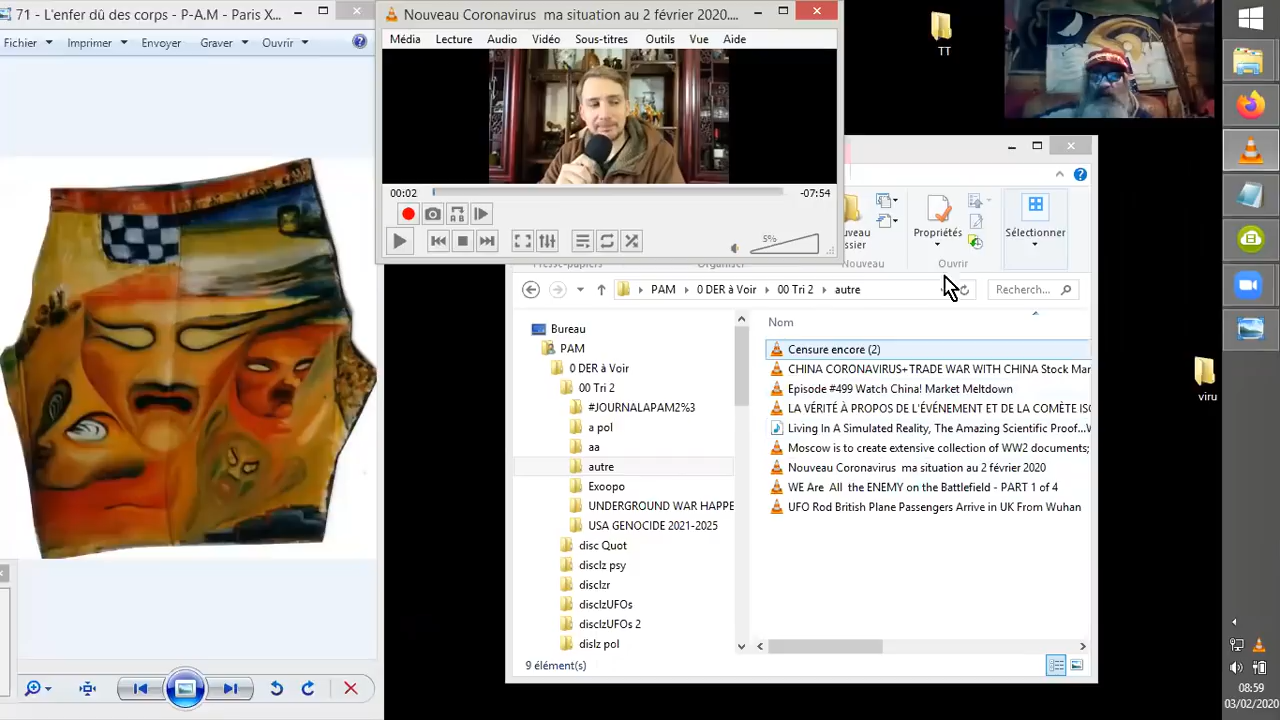 71 - L'enfer dû des corps - P-A-M - Paris X...
Fichier Imprimer Envoyer Graver Ouvrir
Nouveau Coronavirus ma situation au 2 février 2020....
Média Lecture Audio Vidéo Sous-titres Outils Vue Aide
00:02 -07:54
5%
TT
Propriétés
Sélectionner
Ouvrir
PAM 0 DER à Voir 00 Tri 2 autre
Recherch...
Nom
Bureau
PAM
0 DER à Voir
00 Tri 2
#JOURNALAPAM2%3
a pol
aa
autre
Exoopo
UNDERGROUND WAR HAPPE
USA GENOCIDE 2021-2025
disc Quot
disclz psy
disclzr
disclzUFOs
disclzUFOs 2
dislz pol
Censure encore (2)
CHINA CORONAVIRUS+TRADE WAR WITH CHINA Stock Mar
Episode #499 Watch China! Market Meltdown
LA VÉRITÉ À PROPOS DE L'ÉVÉNEMENT ET DE LA COMÈTE ISO
Living In A Simulated Reality, The Amazing Scientific Proof...W
Moscow is to create extensive collection of WW2 documents;
Nouveau Coronavirus ma situation au 2 février 2020
WE Are All the ENEMY on the Battlefield - PART 1 of 4
UFO Rod British Plane Passengers Arrive in UK From Wuhan
9 élément(s)
viru
08:59
03/02/2020